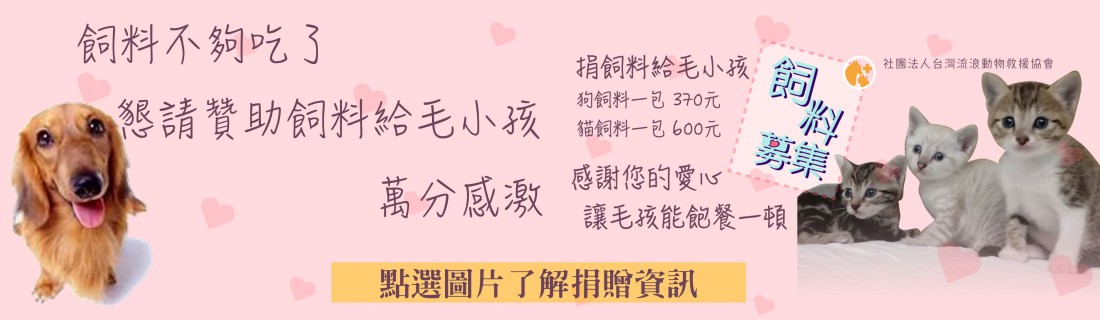 飼料不夠吃了
懇請贊助飼料給毛小孩
萬分感激
捐飼料給毛小孩
狗飼料一包 370元
貓飼料一包 600元
感謝您的愛心
讓毛孩能飽餐一頓
飼料
募集
社團法人台灣流浪動物救援協會
點選圖片了解捐贈資訊